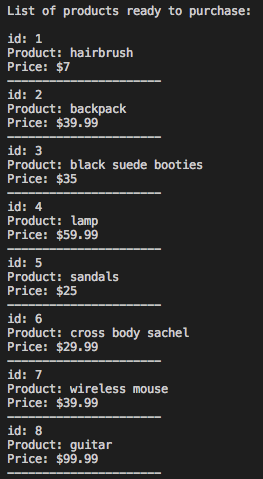 List of products ready to purchase:
id: 1
Product: hairbrush
Price: $7
----------------------
id: 2
Product: backpack
Price: $39.99
----------------------
id: 3
Product: black suede booties
Price: $35
----------------------
id: 4
Product: lamp
Price: $59.99
----------------------
id: 5
Product: sandals
Price: $25
----------------------
id: 6
Product: cross body sachel
Price: $29.99
----------------------
id: 7
Product: wireless mouse
Price: $39.99
----------------------
id: 8
Product: guitar
Price: $99.99
----------------------